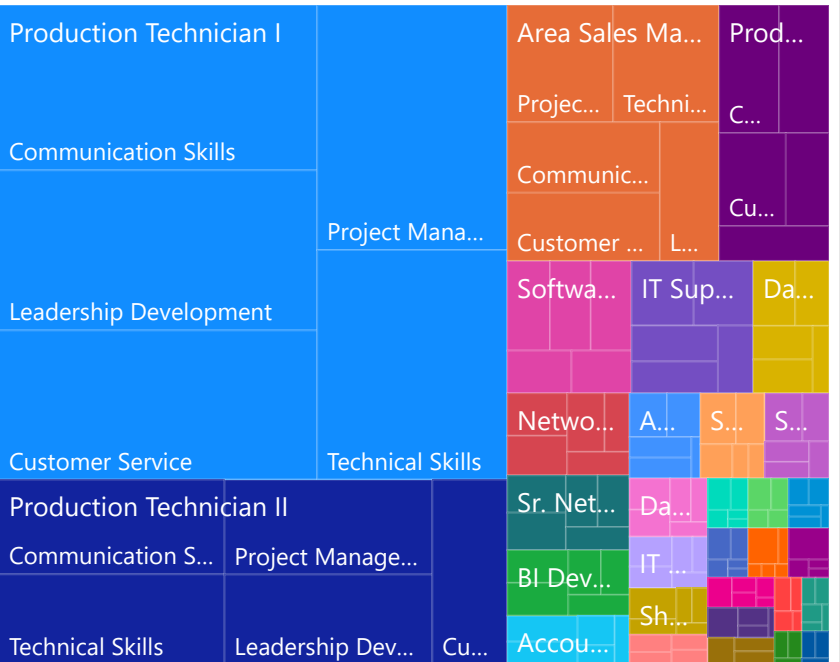 Production Technician I
Communication Skills
Leadership Development
Customer Service
Project Mana...
Technical Skills
Production Technician II
Communication S...
Project Manage...
Technical Skills
Leadership Dev...
Cu...
Area Sales Ma...
Projec...
Techni...
Communic...
Customer ...
L...
Prod...
C...
Cu...
Softwa...
IT Sup...
Da...
Netwo...
A...
S...
S...
Sr. Net...
Da...
BI Dev...
IT ...
Sh...
Accou...